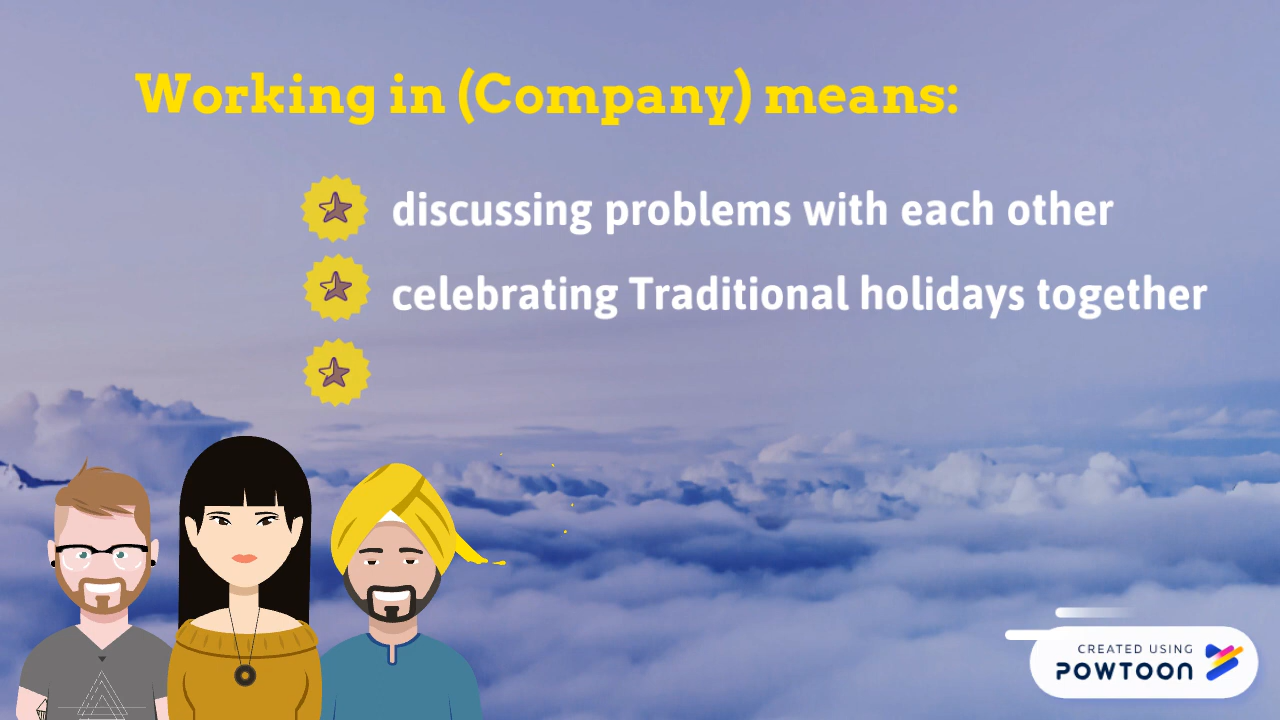 Working in (Company) means:
discussing problems with each other
celebrating Traditional holidays together
CREATED USING
POWTOON